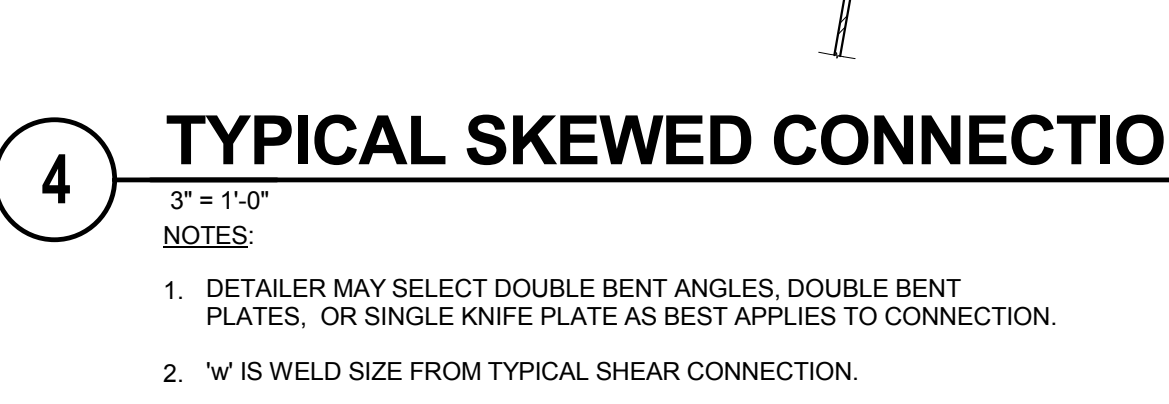 4
TYPICAL SKEWED CONNECTIO
3" = 1'-0"
NOTES:
1. DETAILER MAY SELECT DOUBLE BENT ANGLES, DOUBLE BENT
PLATES, OR SINGLE KNIFE PLATE AS BEST APPLIES TO CONNECTION.
2. 'w' IS WELD SIZE FROM TYPICAL SHEAR CONNECTION.